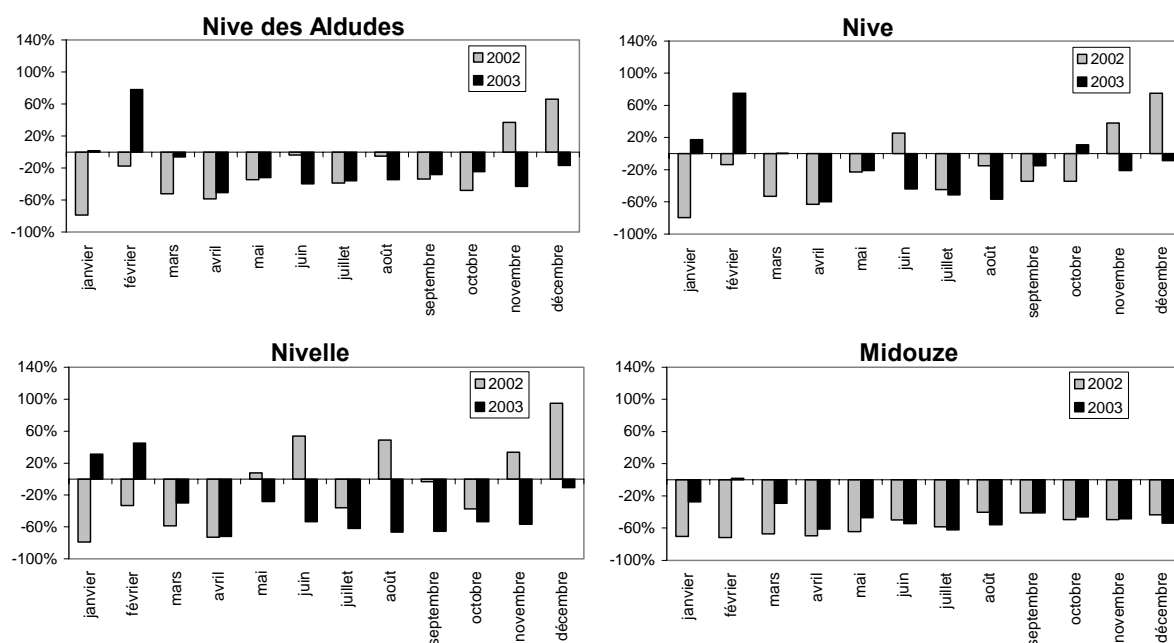 Nive des Aldudes
140%
100%
60%
20%
-20%
-60%
-100%
2002
2003
janvier
février
mars
avril
mai
juin
juillet
août
septembre
octobre
novembre
décembre
Nive
140%
100%
60%
20%
-20%
-60%
-100%
2002
2003
janvier
février
mars
avril
mai
juin
juillet
août
septembre
octobre
novembre
décembre
Nivelle
140%
100%
60%
20%
-20%
-60%
-100%
2002
2003
janvier
février
mars
avril
mai
juin
juillet
août
septembre
octobre
novembre
décembre
Midouze
140%
100%
60%
20%
-20%
-60%
-100%
2002
2003
janvier
février
mars
avril
mai
juin
juillet
août
septembre
octobre
novembre
décembre